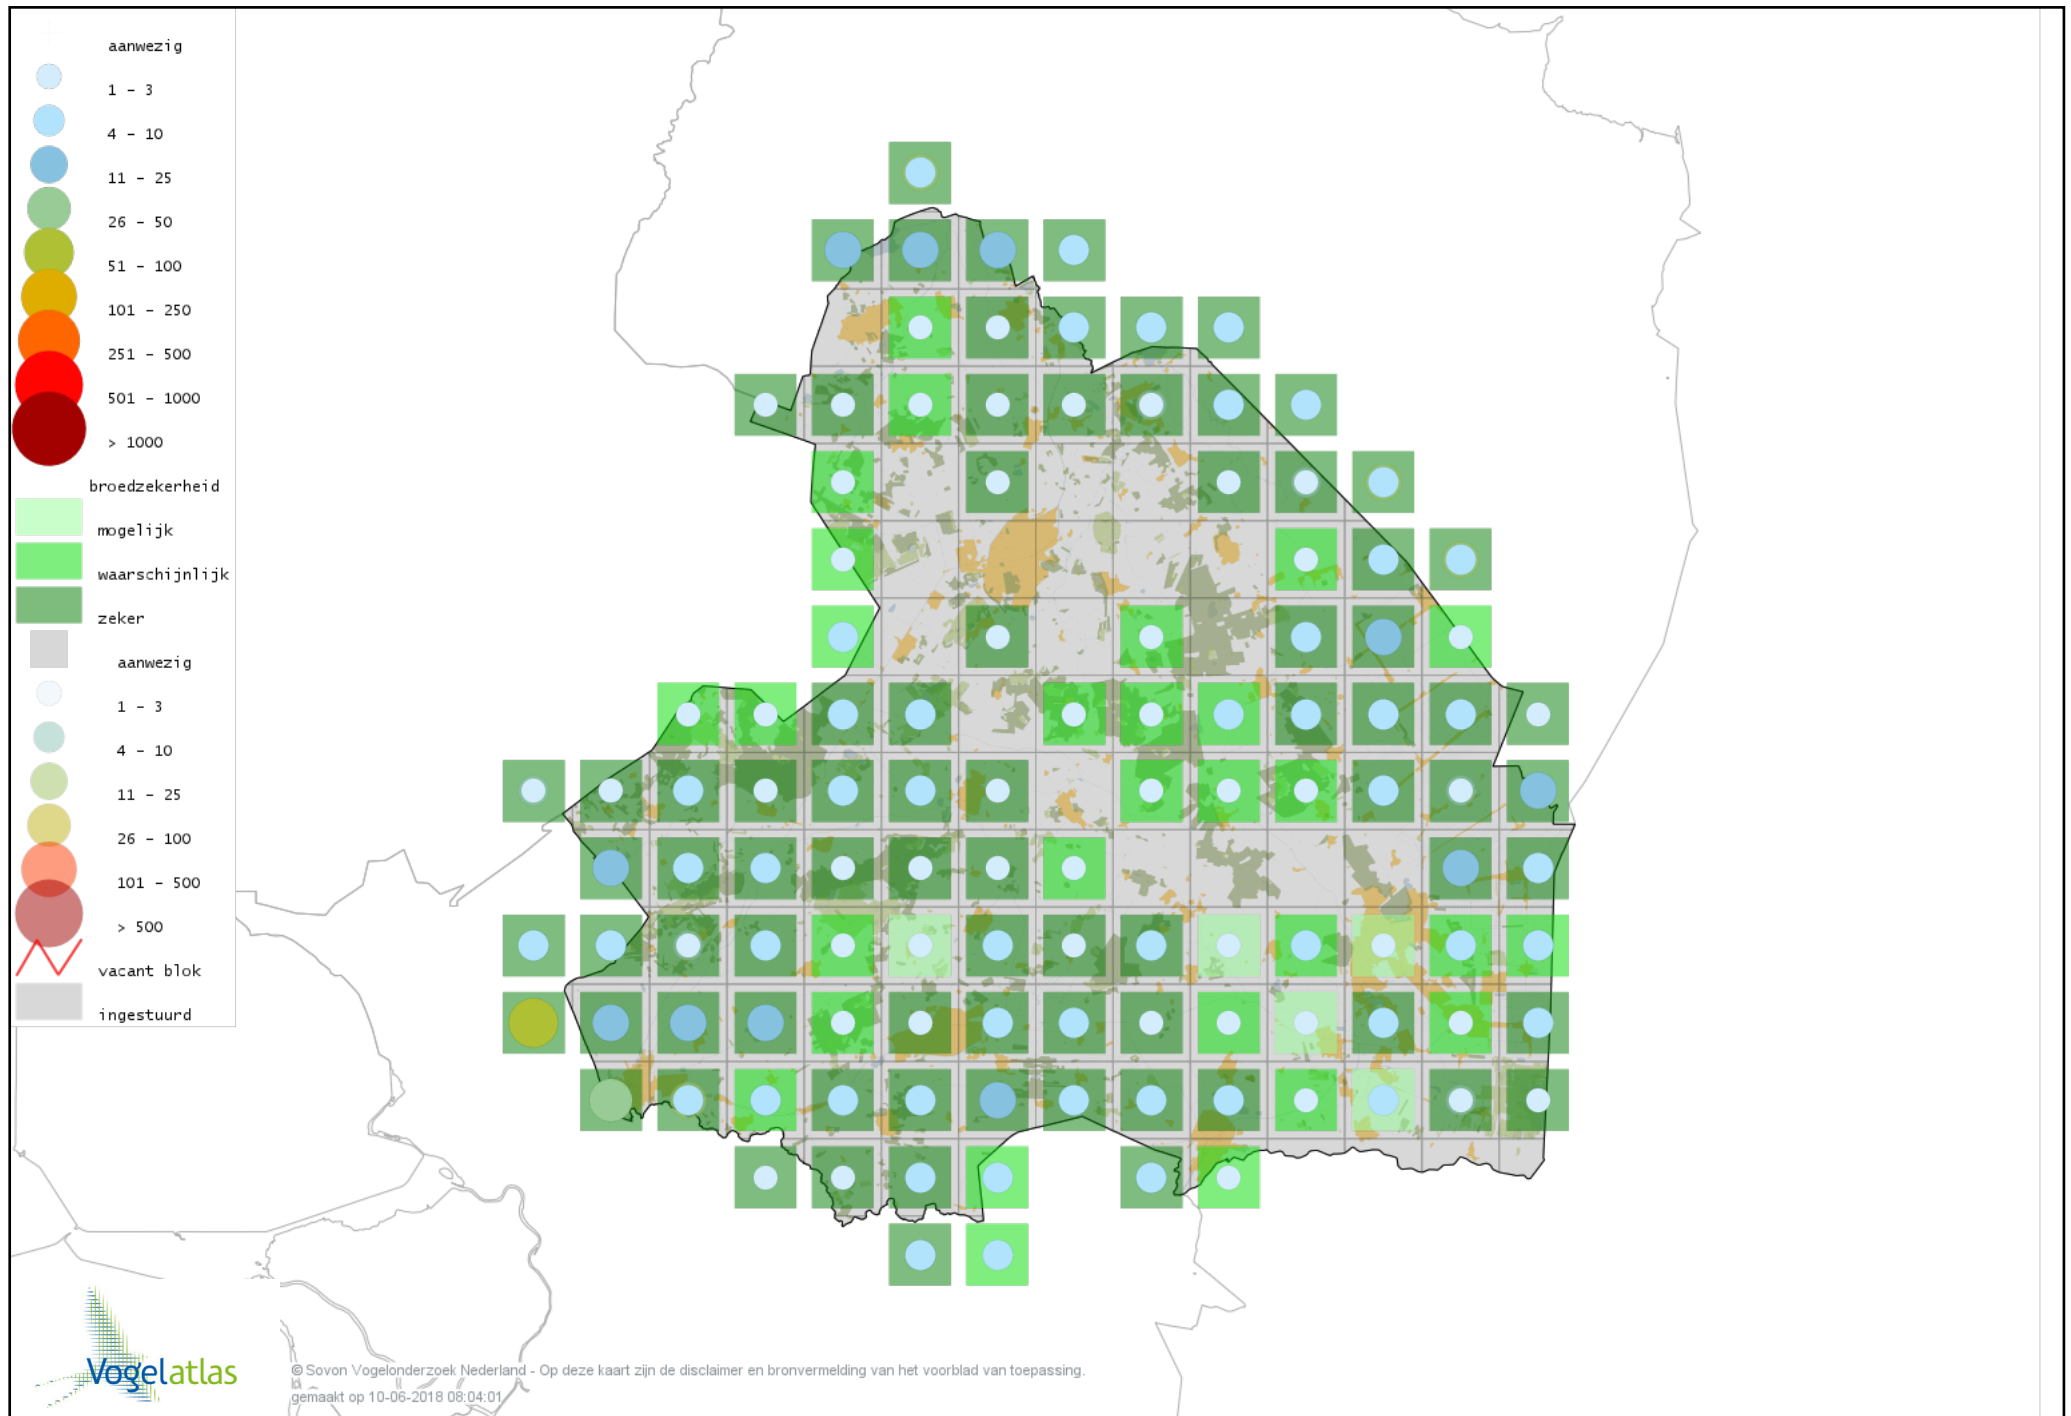 aanwezig
1 - 3
4 - 10
11 - 25
26 - 50
51 - 100
101 - 250
251 - 500
501 - 1000
> 1000
broedzekerheid
mogelijk
waarschijnlijk
zeker
aanwezig
1 - 3
4 - 10
11 - 25
26 - 100
101 - 500
> 500
vacant blok
ingestuurd
Vogelatlas
© Sovon Vogelonderzoek Nederland - Op deze kaart zijn de disclaimer en bronvermelding van het voorblad van toepassing.
gemaakt op 10-06-2018 08:04:01